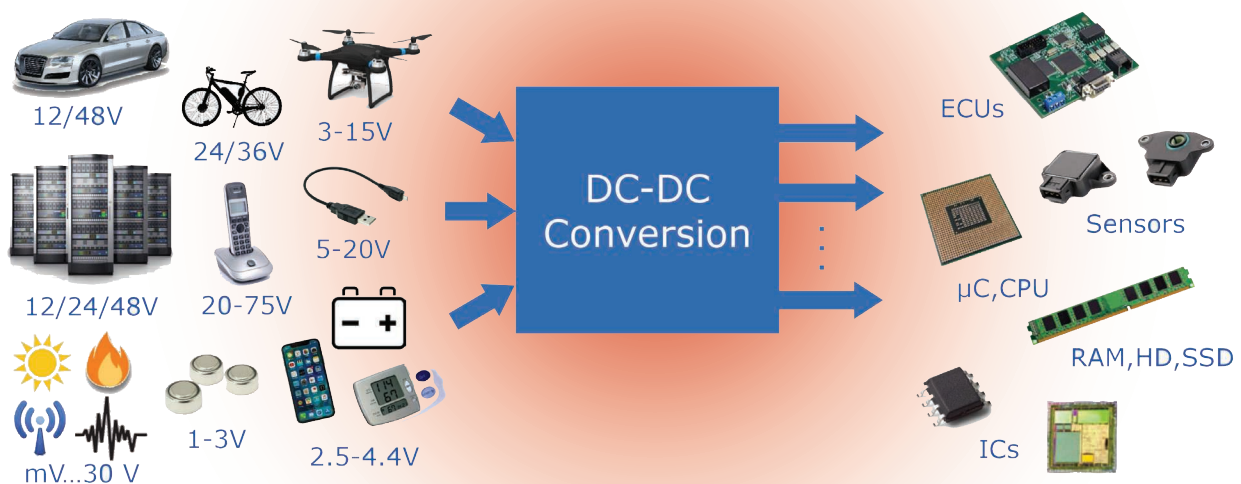 12/48V
24/36V
3-15V
12/24/48V
20-75V
5-20V
mV...30 V
1-3V
2.5-4.4V
DC-DC
Conversion
ECUs
Sensors
µC,CPU
RAM,HD,SSD
ICs